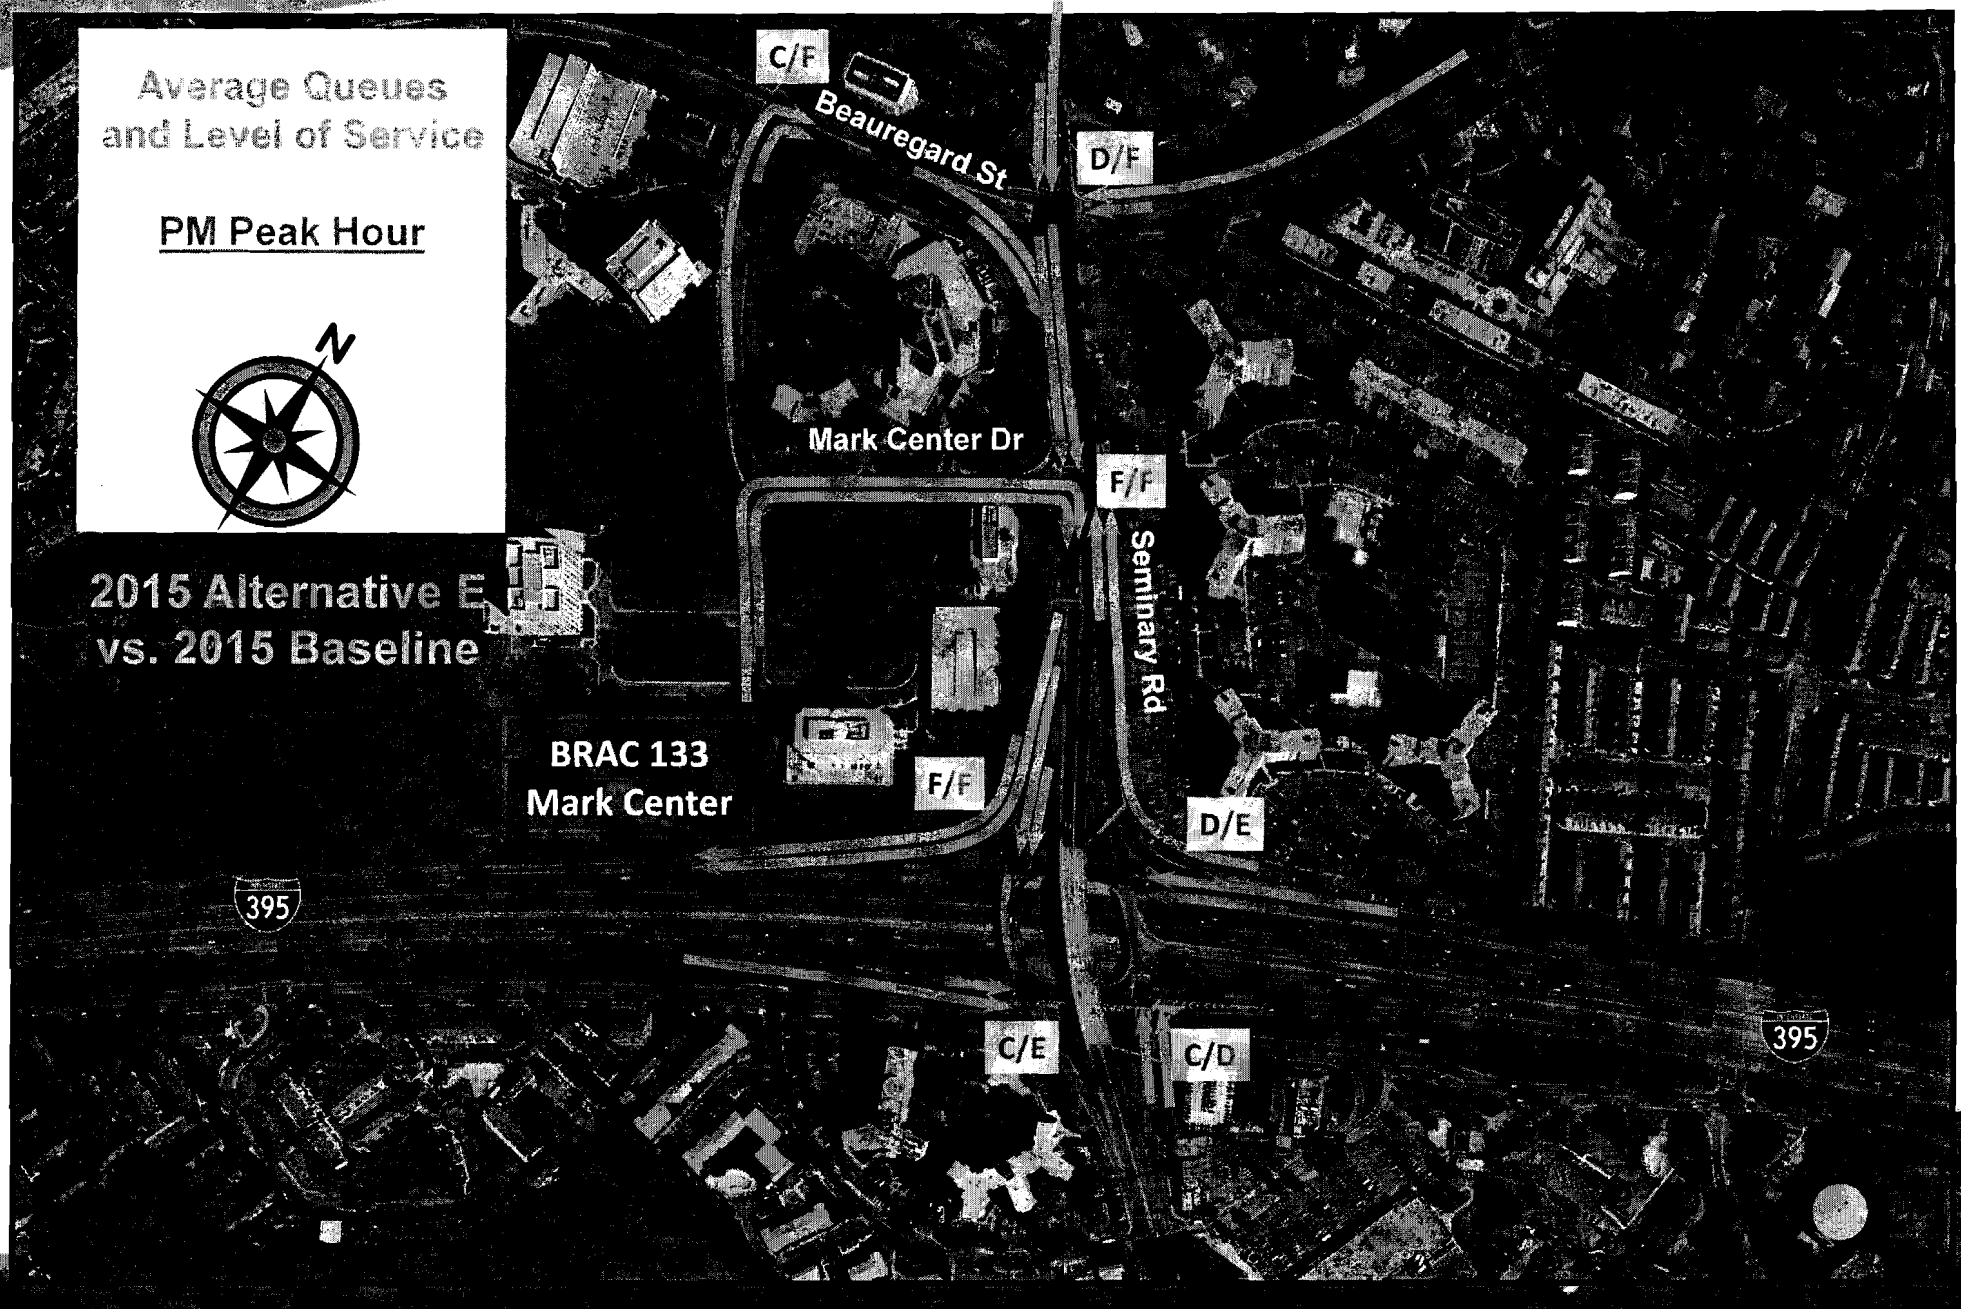 Average Queues
and Level of Service
PM Peak Hour
N
2015 Alternative E
vs. 2015 Baseline
C/F
Beauregard St
D/F
Mark Center Dr
F/F
Seminary Rd
BRAC 133
Mark Center
F/F
D/E
395
C/E
C/D
395